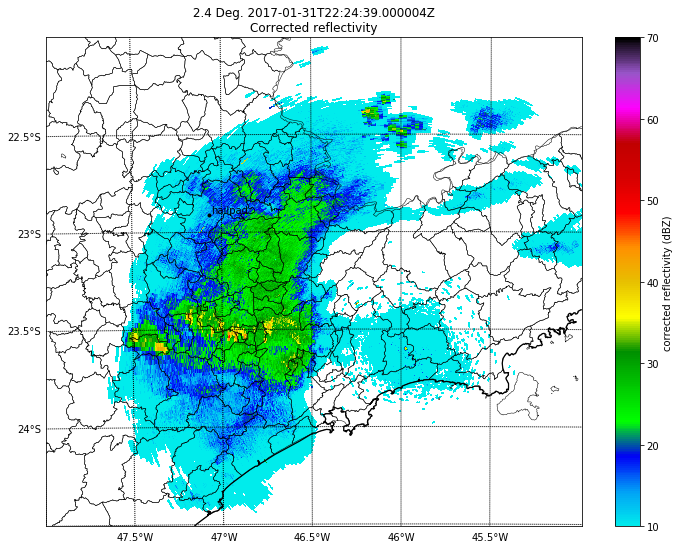 2.4 Deg. 2017-01-31T22:24:39.000004Z
Corrected reflectivity
22.5°S
23°S
23.5°S
24°S
47.5°W
47°W
46.5°W
46°W
45.5°W
70
60
50
40
30
20
10
corrected reflectivity (dBZ)